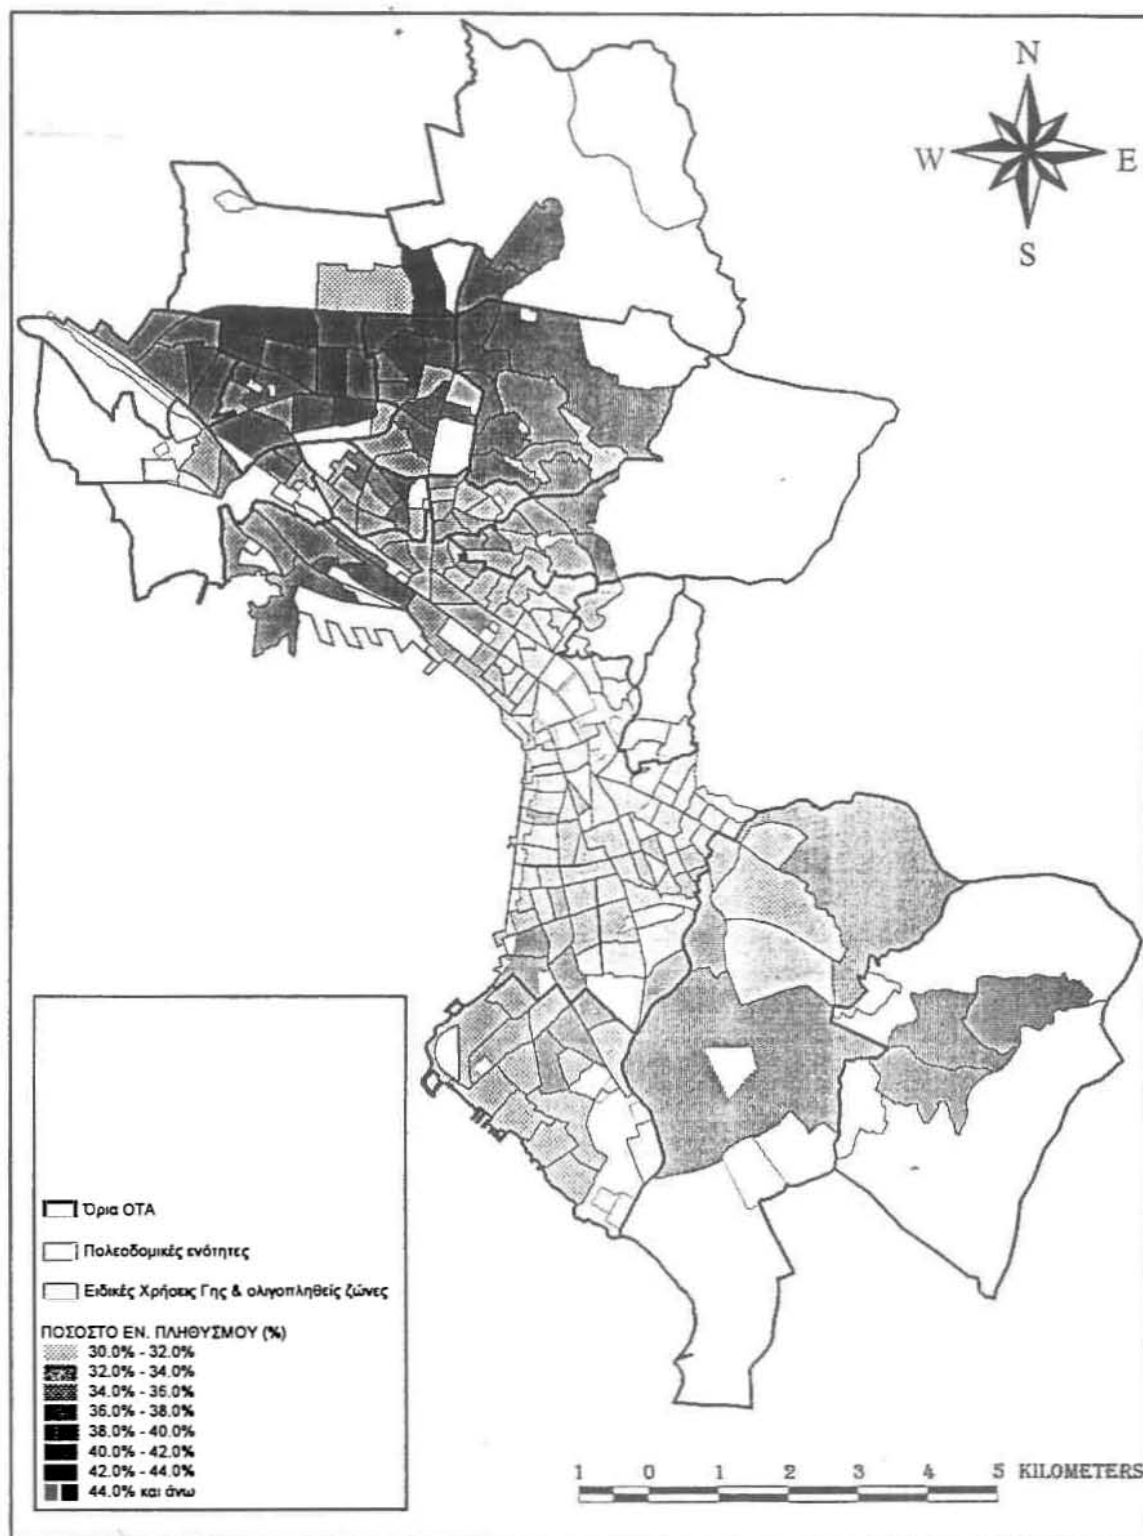 N
W E
S
Όρια ΟΤΑ
Πολεοδομικές ενότητες
Ειδικές Χρήσεις Γης & ολιγοπληθείς ζώνες
ΠΟΣΟΣΤΟ ΕΝ. ΠΛΗΘΥΣΜΟΥ (%)
30.0% - 32.0%
32.0% - 34.0%
34.0% - 36.0%
36.0% - 38.0%
38.0% - 40.0%
40.0% - 42.0%
42.0% - 44.0%
44.0% και άνω
1 0 1 2 3 4 5 KILOMETERS